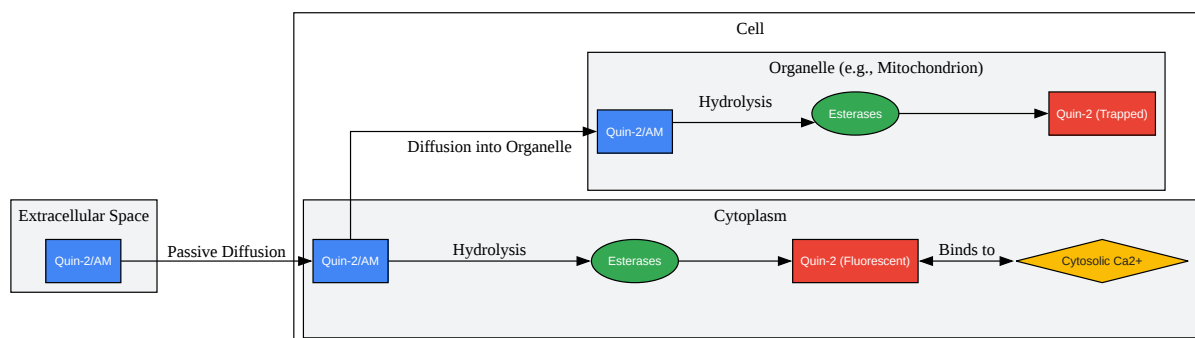 Cell
Organelle (e.g., Mitochondrion)
Hydrolysis
Quin-2/AM
Esterases
Quin-2 (Trapped)
Diffusion into Organelle
Extracellular Space
Quin-2/AM
Passive Diffusion
Cytoplasm
Quin-2/AM
Hydrolysis
Esterases
Quin-2 (Fluorescent)
Binds to
Cytosolic Ca2+